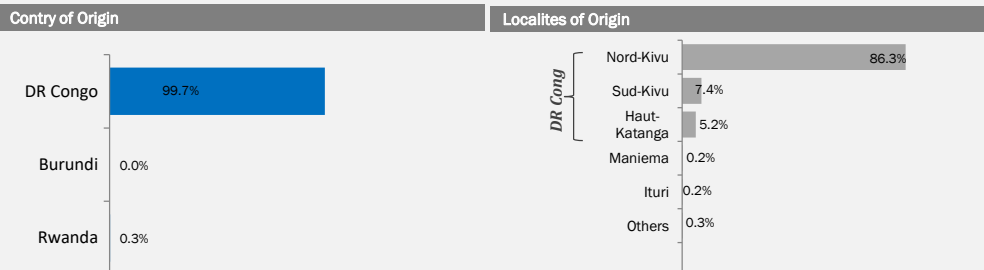 Contry of Origin
DR Congo
99.7%
Burundi
0.0%
Rwanda
0.3%
Localites of Origin
DR Cong
Nord-Kivu
86.3%
Sud-Kivu
7.4%
Haut-
Katanga
5.2%
Maniema
0.2%
Ituri
0.2%
Others
0.3%